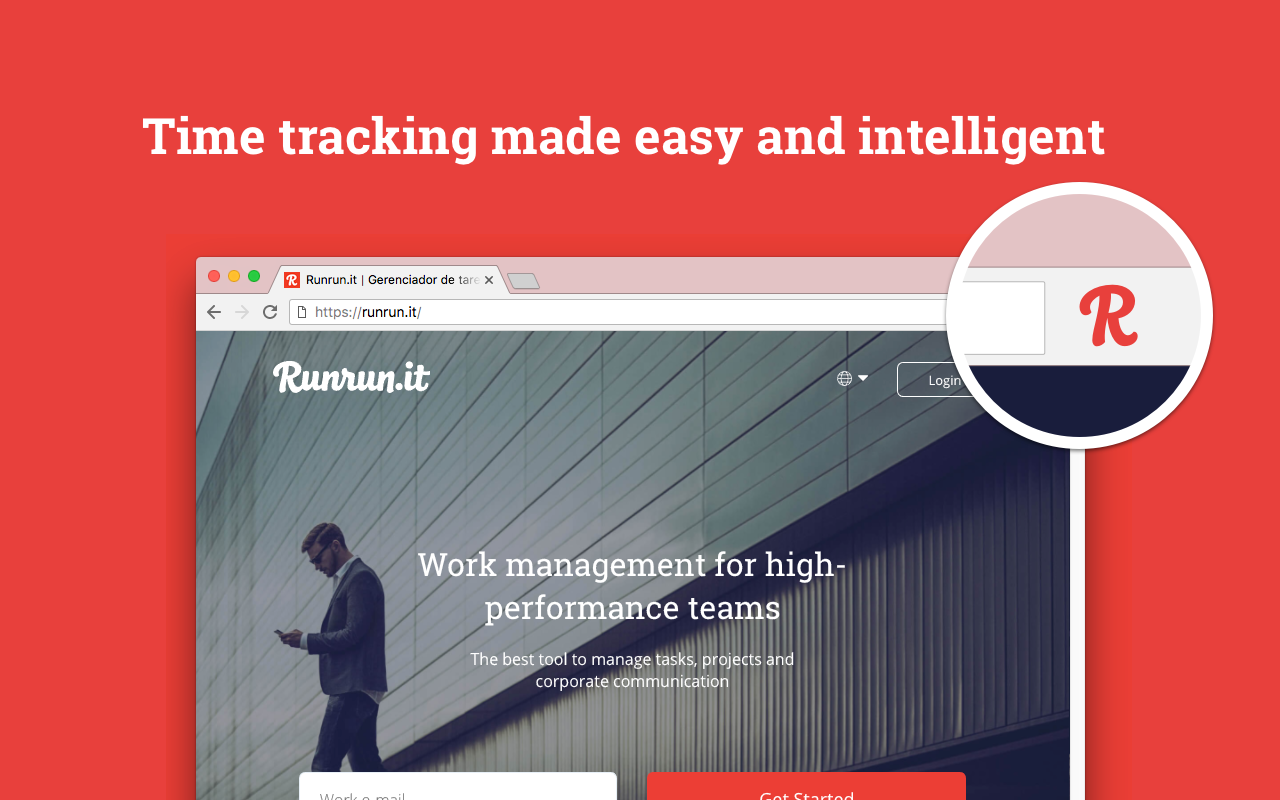 Time tracking made easy and intelligent
Runrun.it | Gerenciador de tare
https://runrun.it/
R
Runrun.it
Login
Work management for high-
performance teams
The best tool to manage tasks, projects and
corporate communication
Work e-mail
Get Started